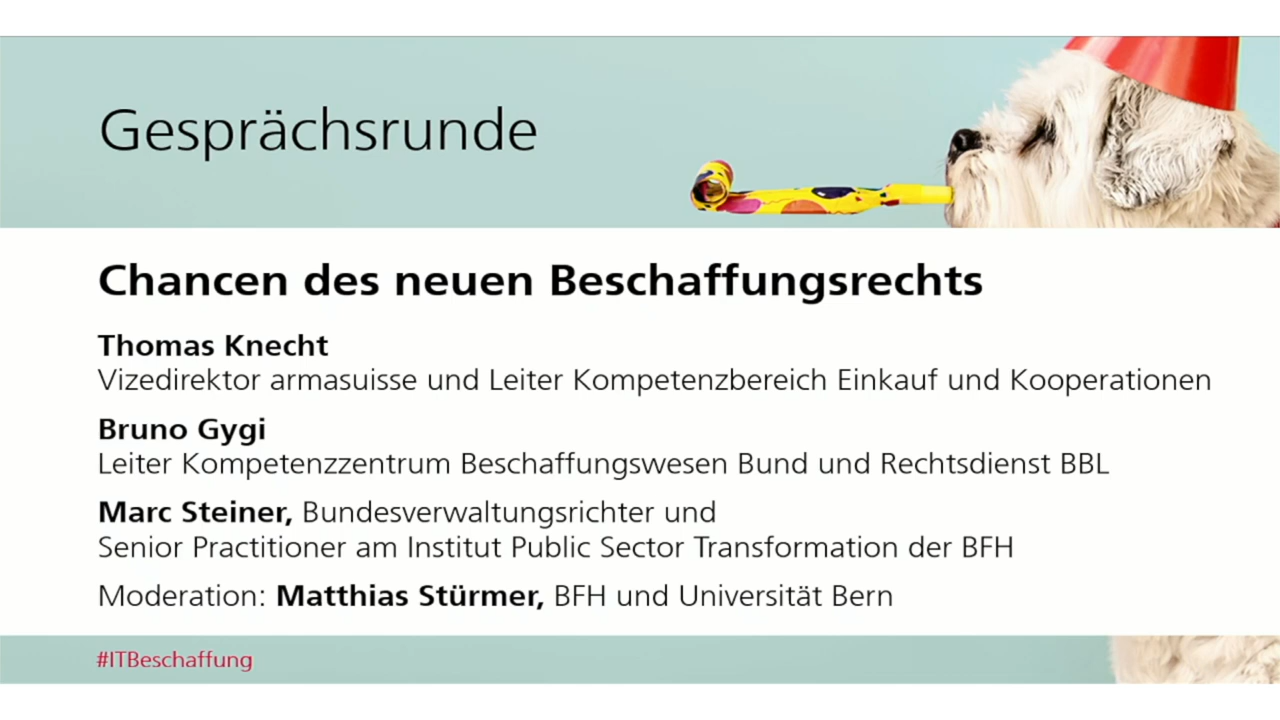 Gesprächsrunde
Chancen des neuen Beschaffungsrechts
Thomas Knecht
Vizedirektor armasuisse und Leiter Kompetenzbereich Einkauf und Kooperationen
Bruno Gygi
Leiter Kompetenzzentrum Beschaffungswesen Bund und Rechtsdienst BBL
Marc Steiner, Bundesverwaltungsrichter und
Senior Practitioner am Institut Public Sector Transformation der BFH
Moderation: Matthias Stürmer, BFH und Universität Bern
#ITBeschaffung